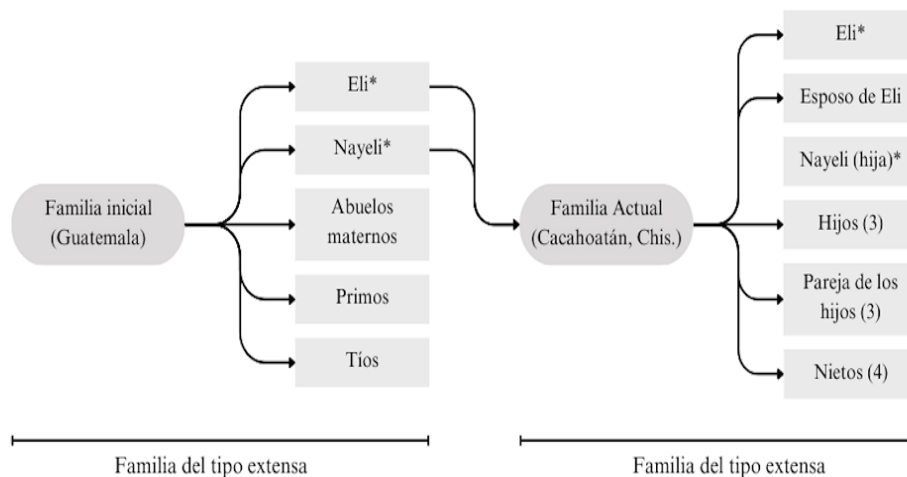 Familia inicial
(Guatemala)
Eli*
Nayeli*
Abuelos
maternos
Primos
Tíos
Familia del tipo extensa
Familia Actual
(Cacahoatán, Chis.)
Eli*
Esposo de Eli
Nayeli (hija)*
Hijos (3)
Pareja de los
hijos (3)
Nietos (4)
Familia del tipo extensa